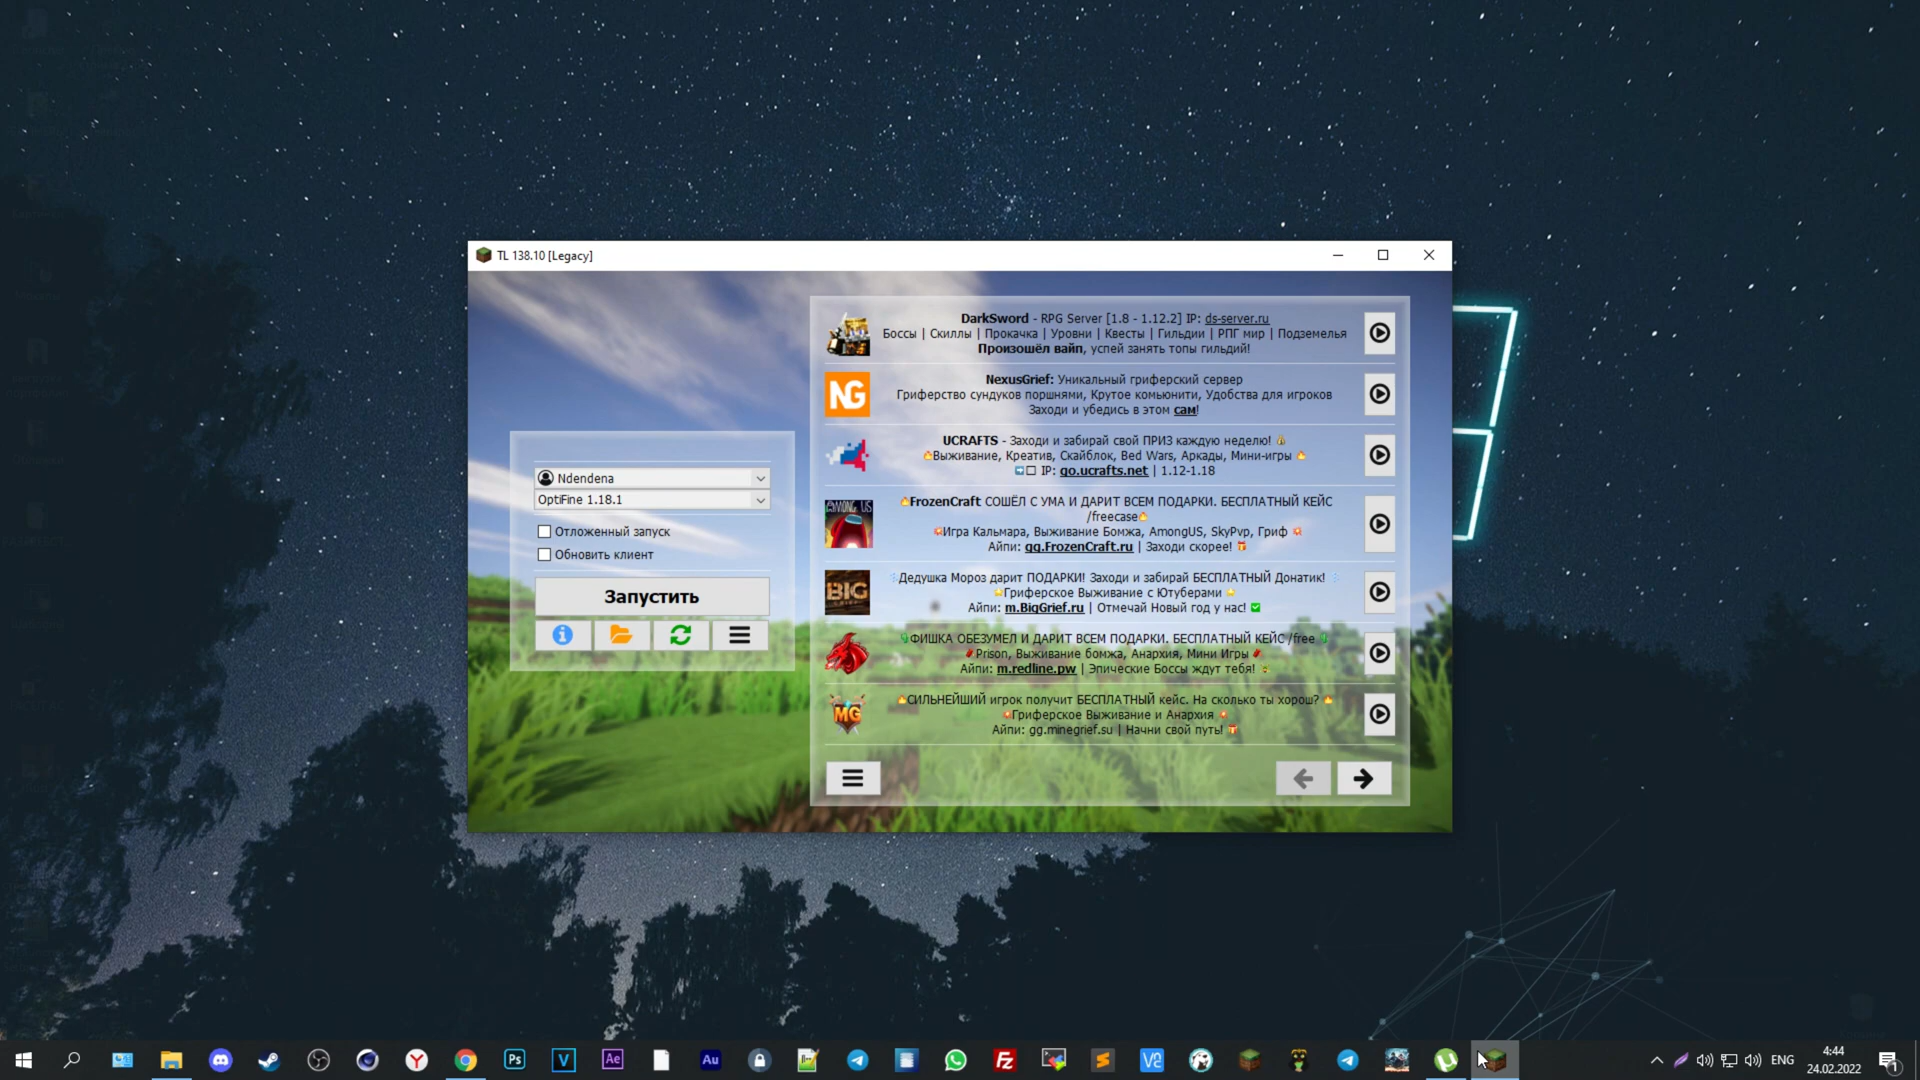 TL 138.10 [Legacy]
Ndendena
OptiFine 1.18.1
Отложенный запуск
Обновить клиент
Запустить
DarkSword - RPG Server [1.8 - 1.12.2] IP: ds-server.ru
Боссы | Скиллы | Прокачка | Уровни | Квесты | Гильдии | РПГ мир | Подземелья
Произошёл вайп, успей занять топы гильдий!
NG
NexusGrief: Уникальный гриферский сервер
Гриферство сундуков поршнями, Крутое комьюнити, Удобства для игроков
Заходи и убедись в этом сам!
UCRAFTS - Заходи и забирай свой ПРИЗ каждую неделю!
Выживание, Креатив, Скайблок, Bed Wars, Аркады, Мини-игры
IP: go.ucrafts.net | 1.12-1.18
AMONG US
FrozenCraft СОШЁЛ С УМА И ДАРИТ ВСЕМ ПОДАРКИ. БЕСПЛАТНЫЙ КЕЙС
/freecase
Игра Кальмара, Выживание Бомжа, AmongUS, SkyPvp, Гриф
Айпи: gg.FrozenCraft.ru | Заходи скорее!
BIG
Дедушка Мороз дарит ПОДАРКИ! Заходи и забирай БЕСПЛАТНЫЙ Донатик!
Гриферское Выживание с Ютуберами
Айпи: m.BigGrief.ru | Отмечай Новый год у нас!
ФИШКА ОБЕЗУМЕЛ И ДАРИТ ВСЕМ ПОДАРКИ. БЕСПЛАТНЫЙ КЕЙС /free
Prison, Выживание бомжа, Анархия, Мини Игры
Айпи: m.redline.pw | Эпические Боссы ждут тебя!
MG
СИЛЬНЕЙШИЙ игрок получит БЕСПЛАТНЫЙ кейс. На сколько ты хорош?
Гриферское Выживание и Анархия
Айпи: gg.minegrief.su | Начни свой путь!
Ps
V
Ae
Au
ENG
4:44
24.02.2022
1